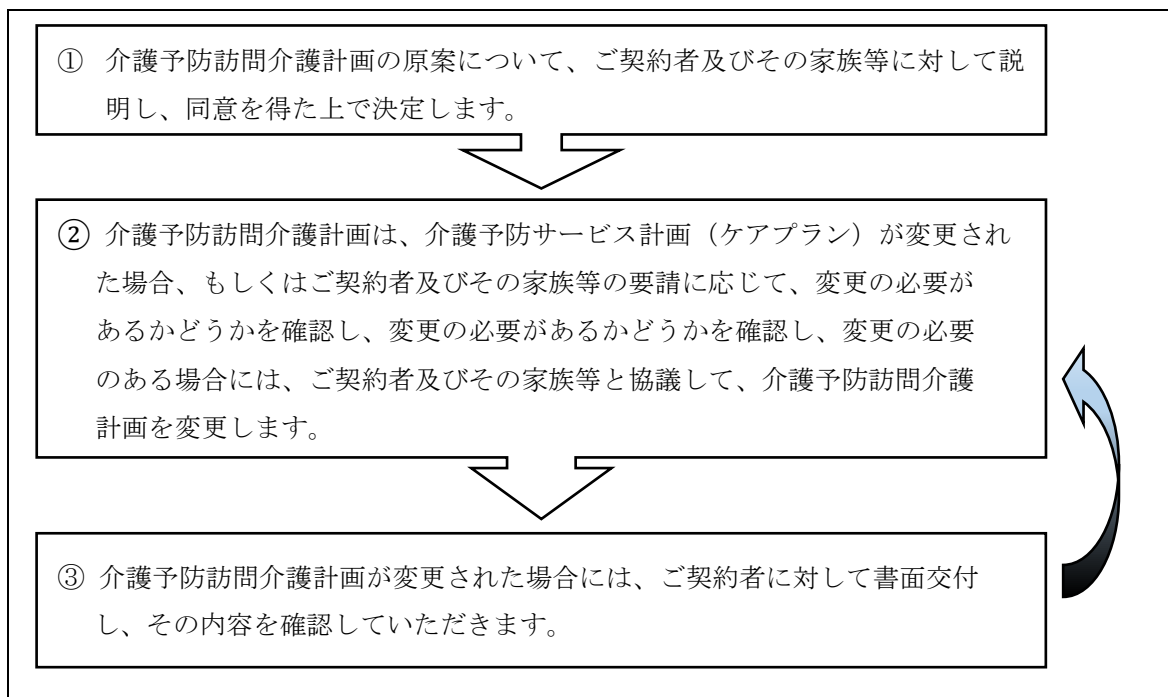 ① 介護予防訪問介護計画の原案について、ご契約者及びその家族等に対して説
明し、同意を得た上で決定します。
② 介護予防訪問介護計画は、介護予防サービス計画（ケアプラン）が変更され
た場合、もしくはご契約者及びその家族等の要請に応じて、変更の必要が
あるかどうかを確認し、変更の必要があるかどうかを確認し、変更の必要
のある場合には、ご契約者及びその家族等と協議して、介護予防訪問介護
計画を変更します。
③ 介護予防訪問介護計画が変更された場合には、ご契約者に対して書面交付
し、その内容を確認していただきます。